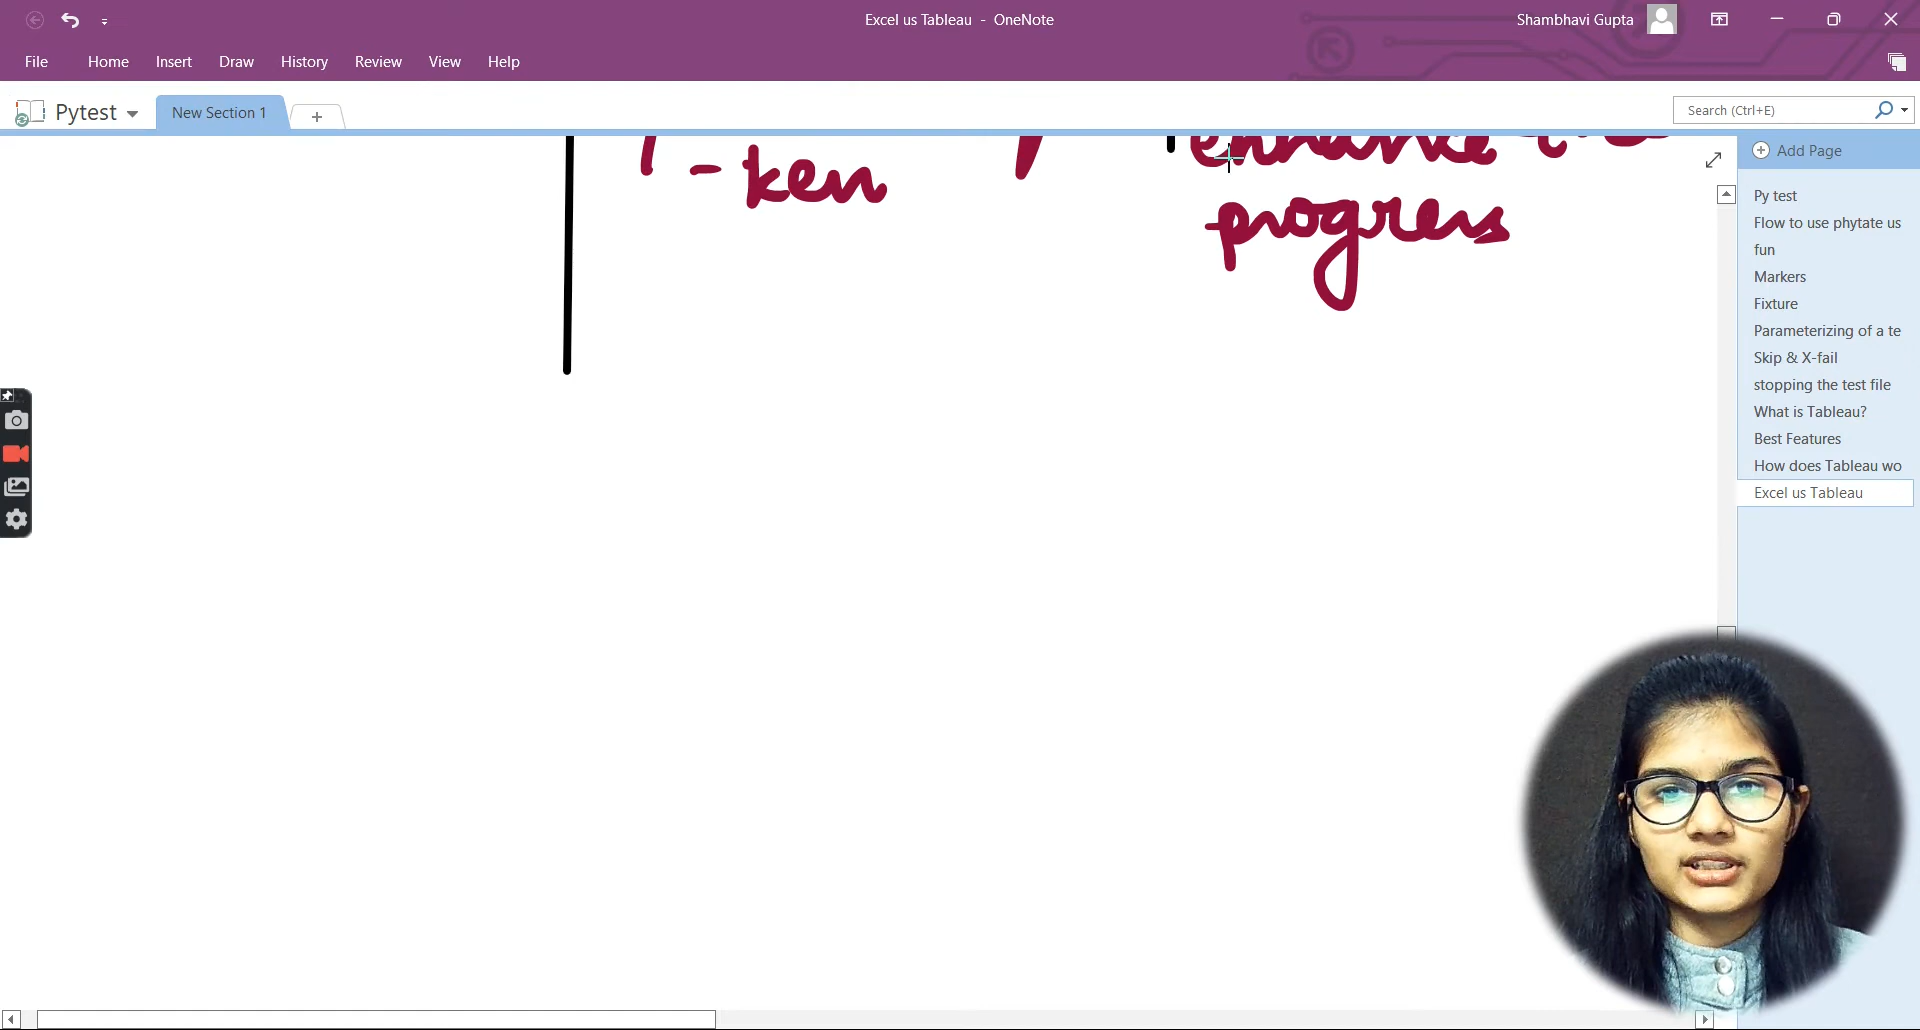 Excel us Tableau - OneNote
Shambhavi Gupta
File Home Insert Draw History Review View Help
Pytest
New Section 1
+
Search (Ctrl+E)
enhance
- ken
progress
Add Page
Py test
Flow to use phytate us
fun
Markers
Fixture
Parameterizing of a te
Skip & X-fail
stopping the test file
What is Tableau?
Best Features
How does Tableau wo
Excel us Tableau